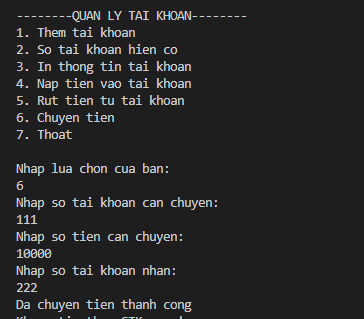 --------QUAN LY TAI KHOAN--------
1. Them tai khoan
2. So tai khoan hien co
3. In thong tin tai khoan
4. Nap tien vao tai khoan
5. Rut tien tu tai khoan
6. Chuyen tien
7. Thoat
Nhap lua chon cua ban:
6
Nhap so tai khoan can chuyen:
111
Nhap so tien can chuyen:
10000
Nhap so tai khoan nhan:
222
Da chuyen tien thanh cong